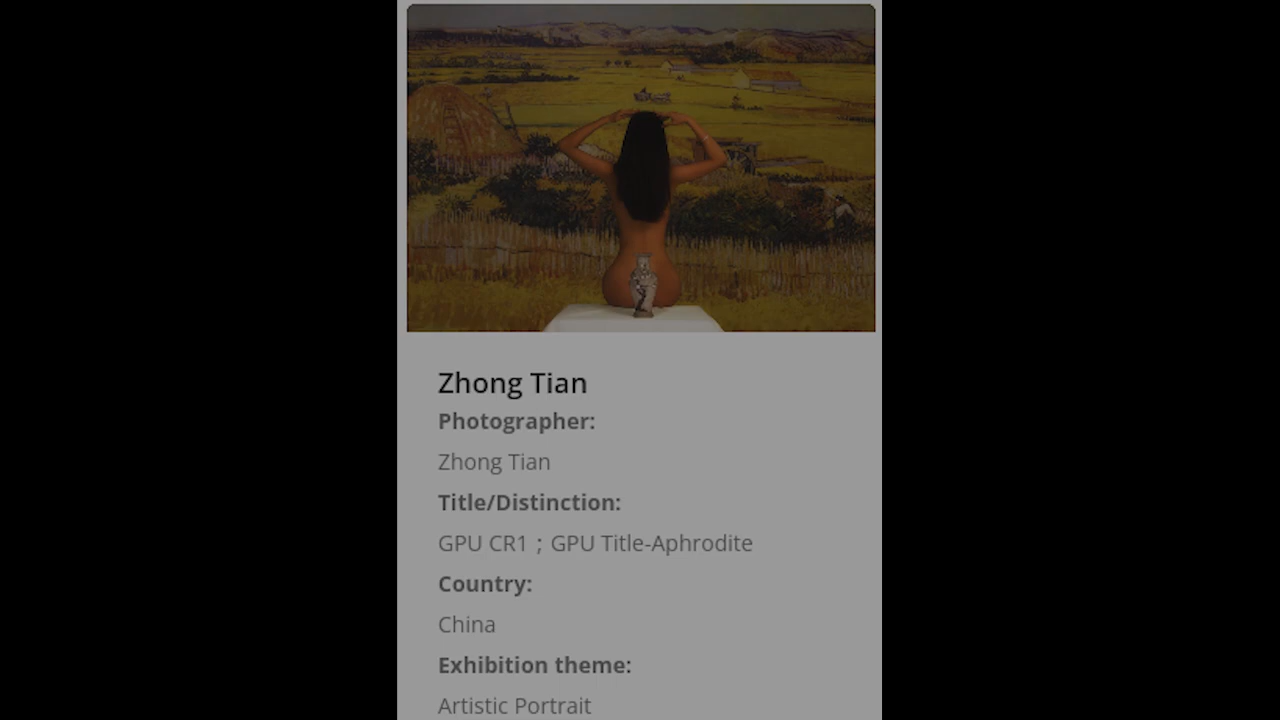 Zhong Tian
Photographer:
Zhong Tian
Title/Distinction:
GPU CR1；GPU Title-Aphrodite
Country:
China
Exhibition theme:
Artistic Portrait